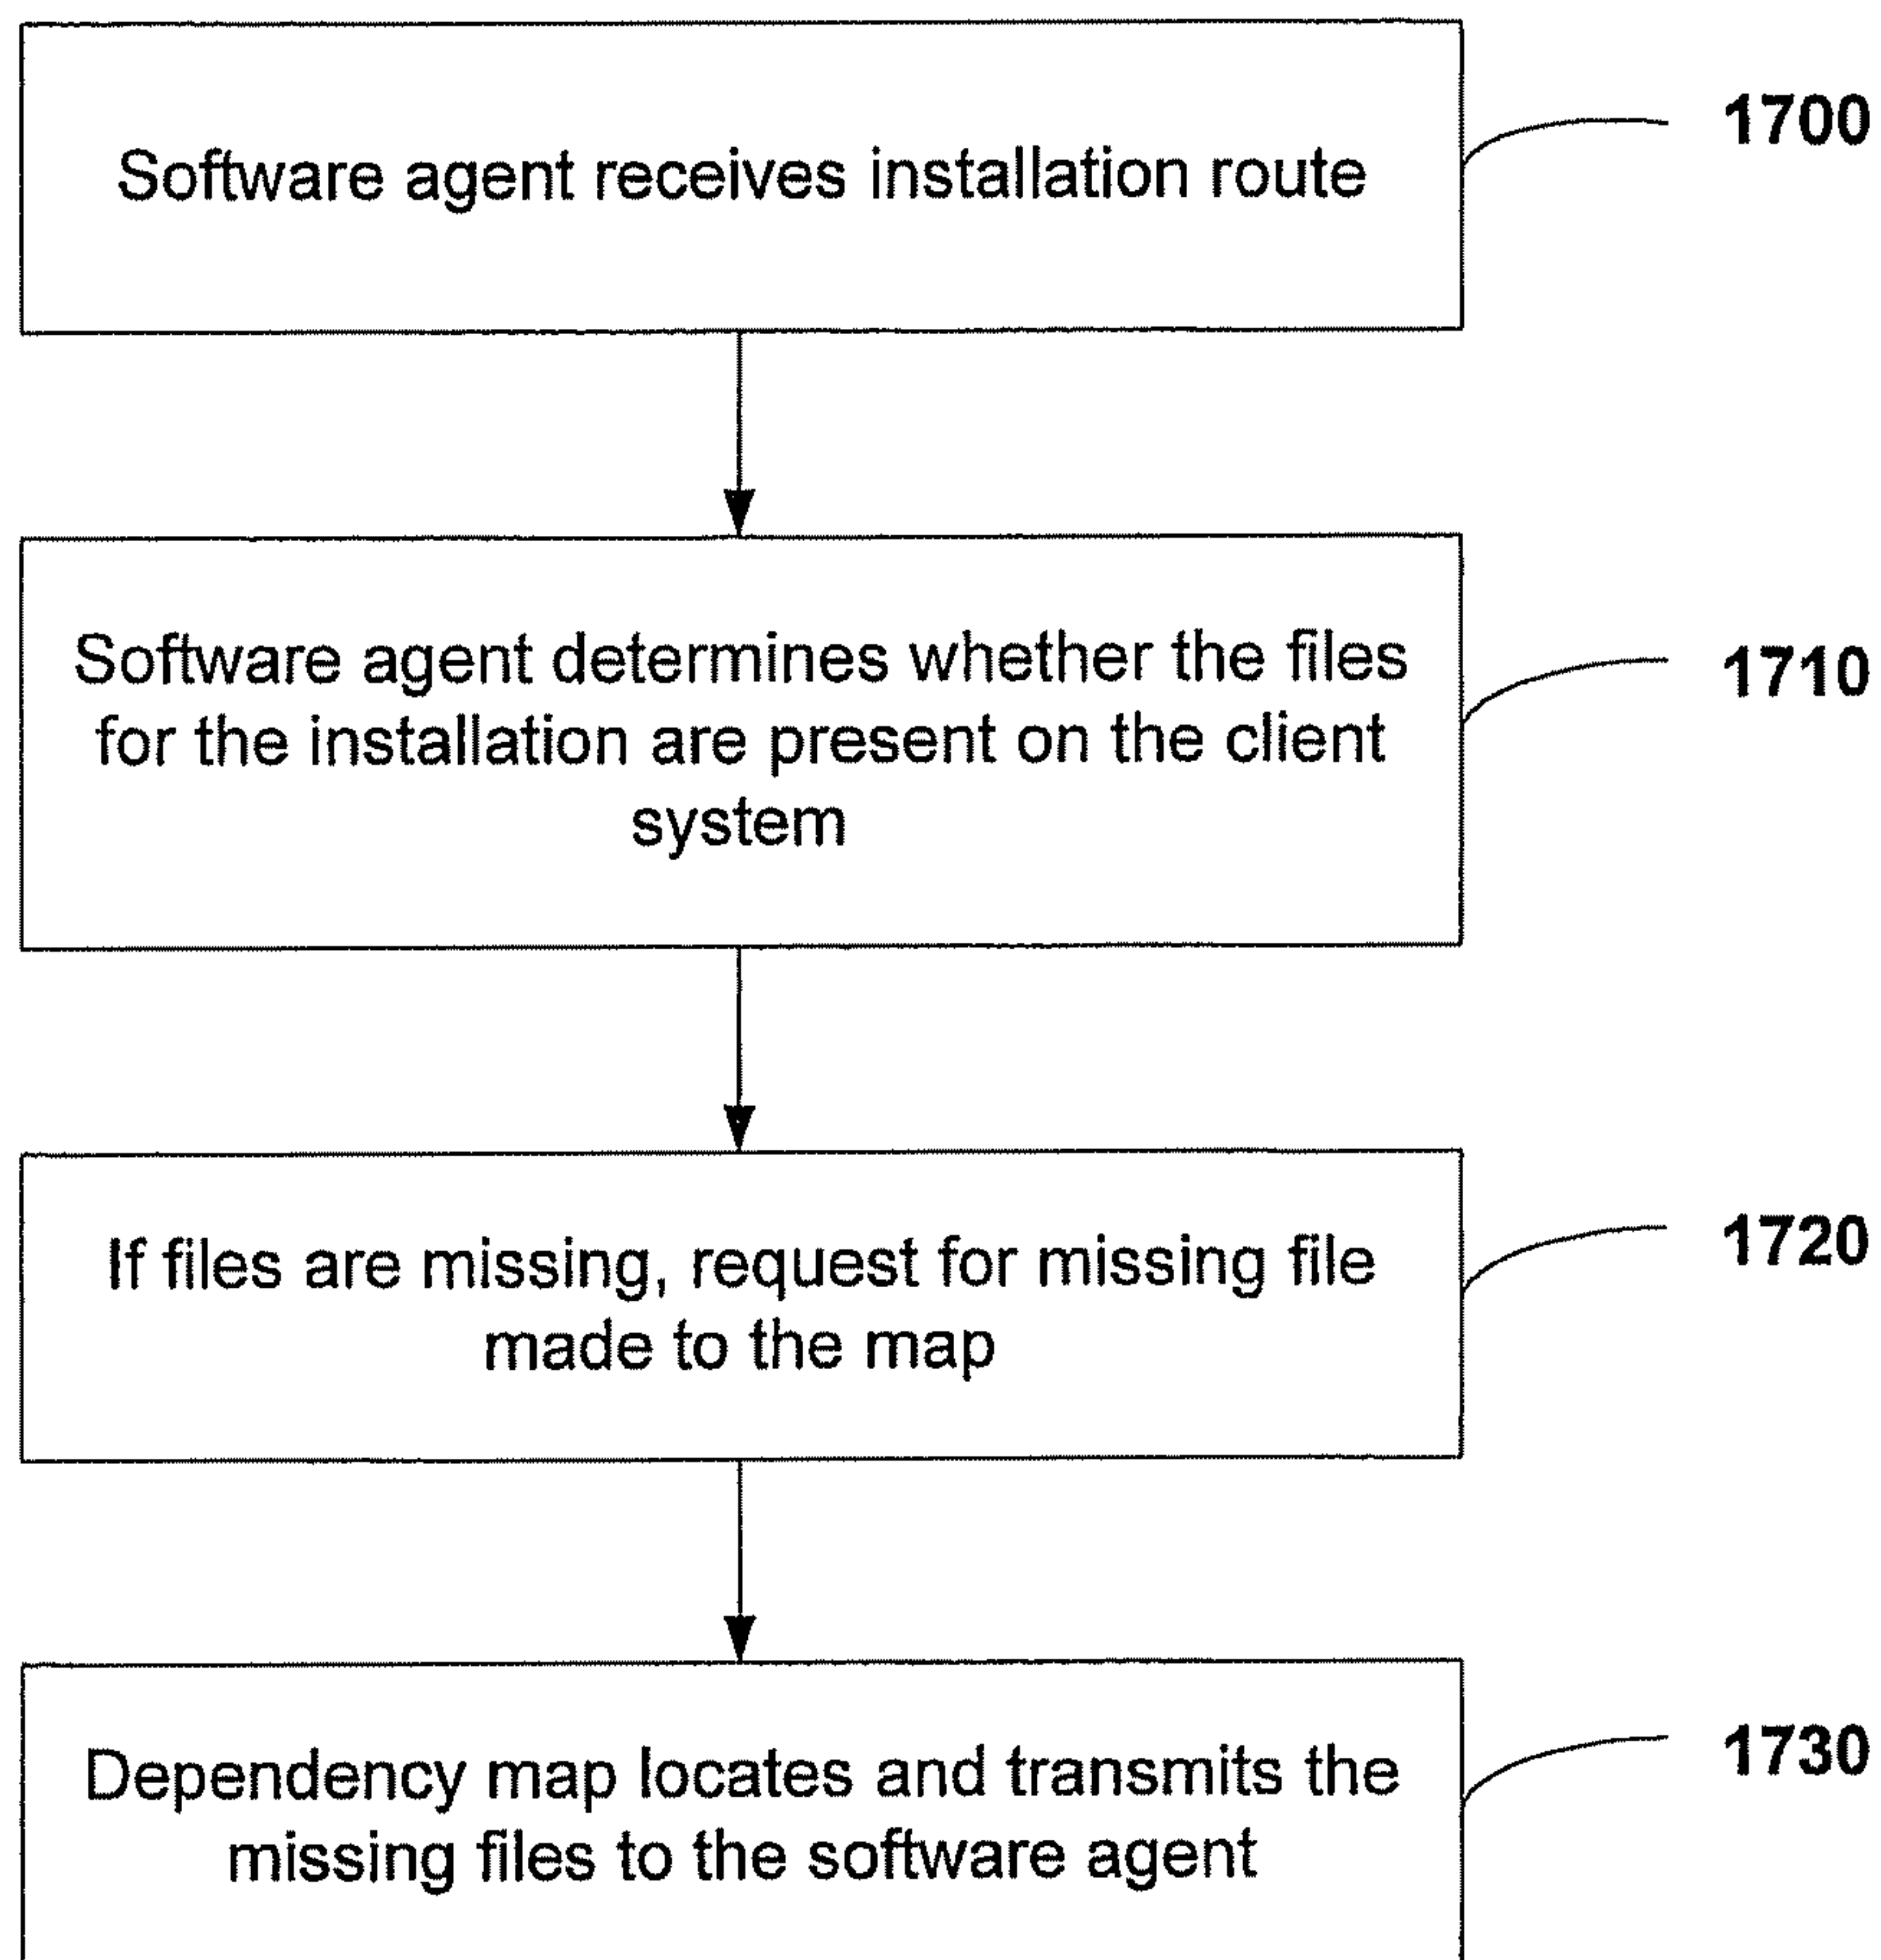 Software agent receives installation route
1700
Software agent determines whether the files
for the installation are present on the client
system
1710
If files are missing, request for missing file
made to the map
1720
Dependency map locates and transmits the
missing files to the software agent
1730